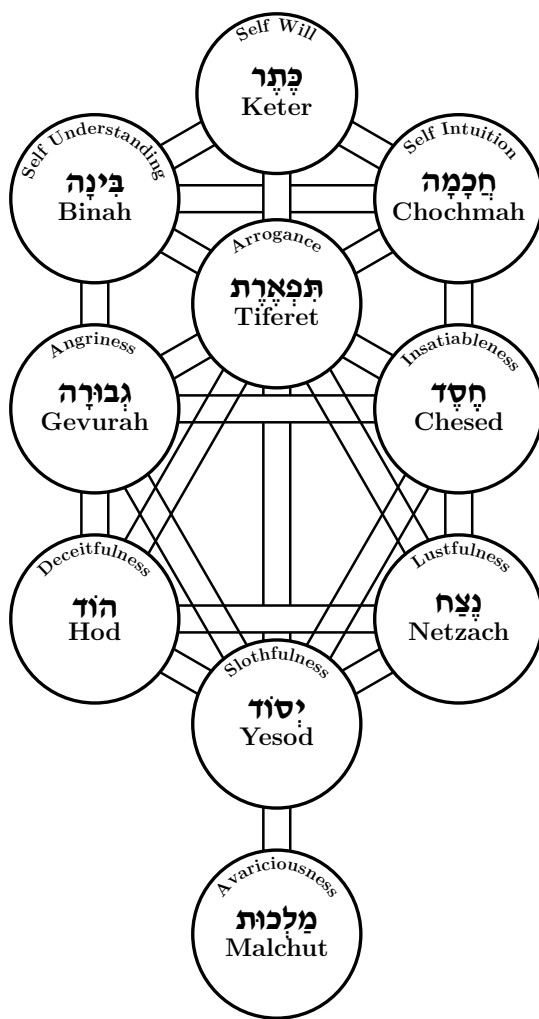 Self Will
כֶּתֶר
Keter
Self Understanding
בִּינָה
Binah
Self Intuition
חֲכָמָה
Chochmah
Arrogance
תִּפְאֶרֶת
Tiferet
Angriness
גְבוּרָה
Gevurah
Insatiableness
חֶסֶד
Chesed
Deceitfulness
הוֹד
Hod
Lustfulness
נֶצַח
Netzach
Slothfulness
יְסוֹד
Yesod
Avariciousness
מַלְכוּת
Malchut